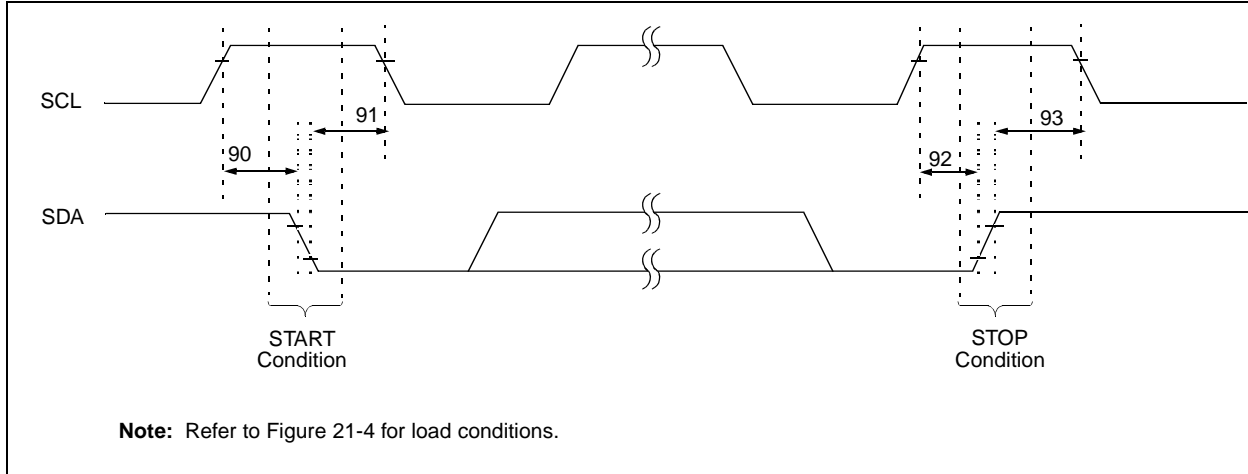 SCL
91
93
90
92
SDA
START
Condition
STOP
Condition
Note: Refer to Figure 21-4 for load conditions.